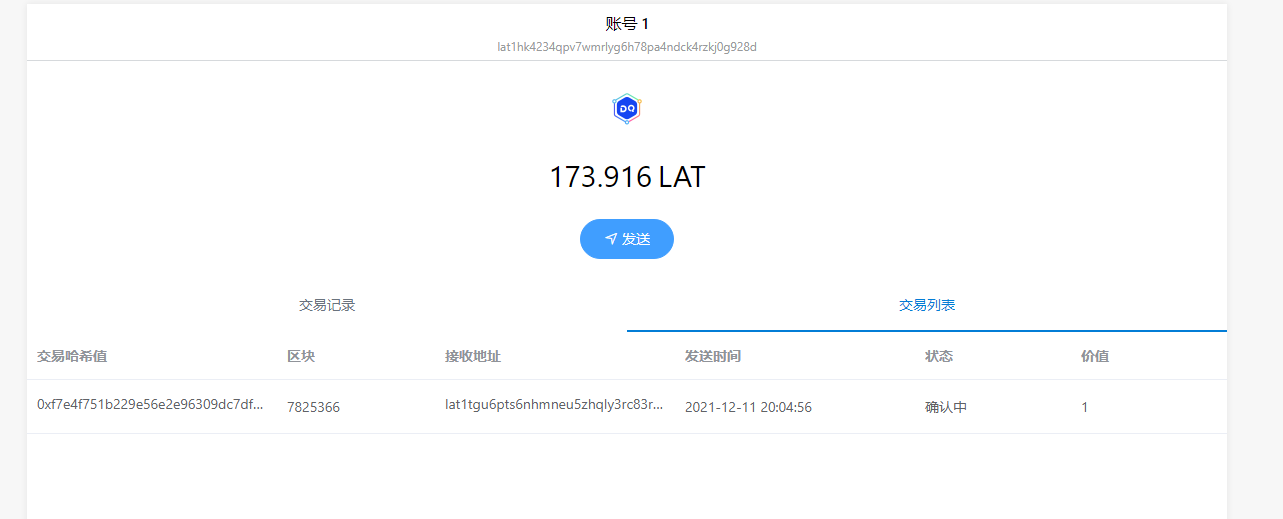 账号 1
lat1hk4234qpv7wmrlyg6h78pa4ndck4rzkj0g928d
DQ
173.916 LAT
发送
交易记录 交易列表
交易哈希值 区块 接收地址 发送时间 状态 价值
0xf7e4f751b229e56e2e96309dc7df... 7825366 lat1tgu6pts6nhmneu5zhqly3rc83r... 2021-12-11 20:04:56 确认中 1